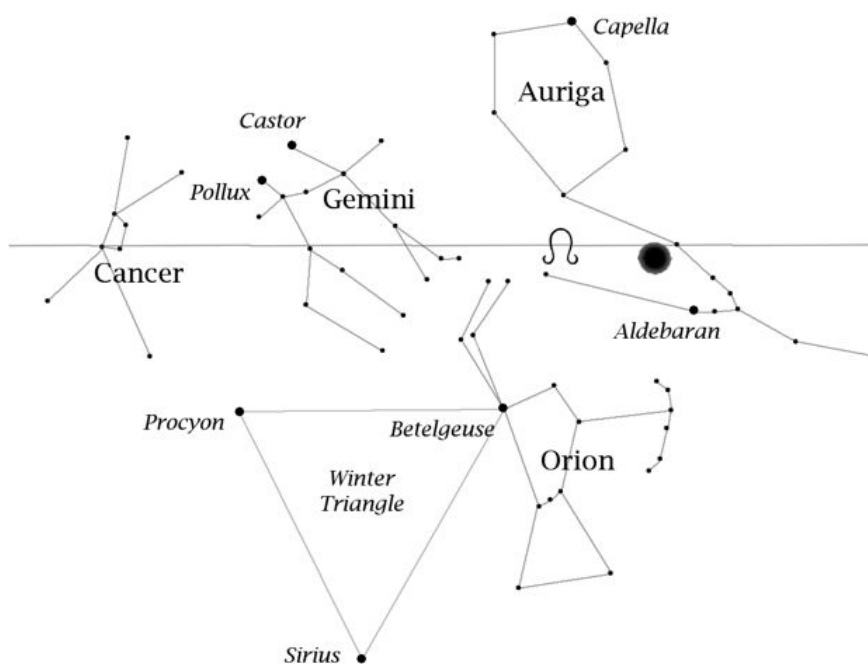 Capella
Auriga
Castor
Pollux
Gemini
☊
Cancer
Aldebaran
Procyon
Betelgeuse
Orion
Winter
Triangle
Sirius